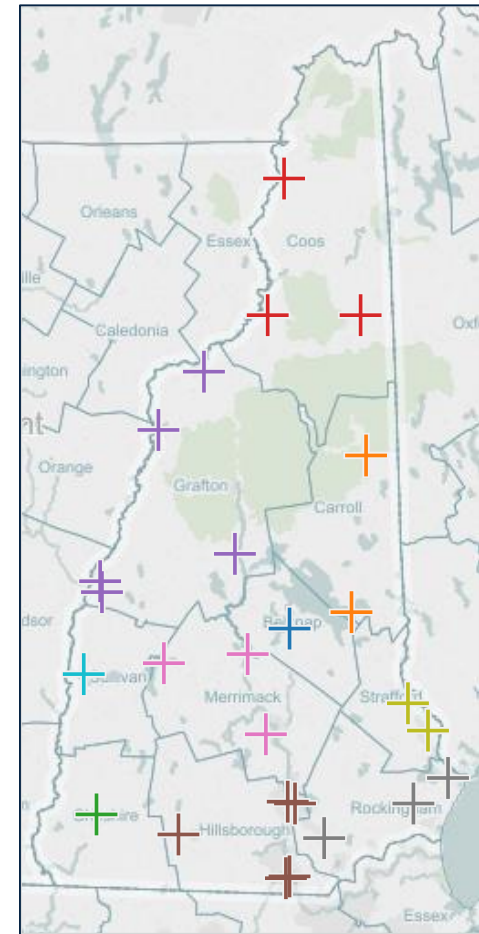 Orleans
Essex
Coos
ille
Caledonia
Oxf
ington
nt
Orange
Grafton
Carroll
dsor
Belknap
Sullivan
Strafford
Merrimack
Cheshire
Rockingham
Hillsborough
Essex